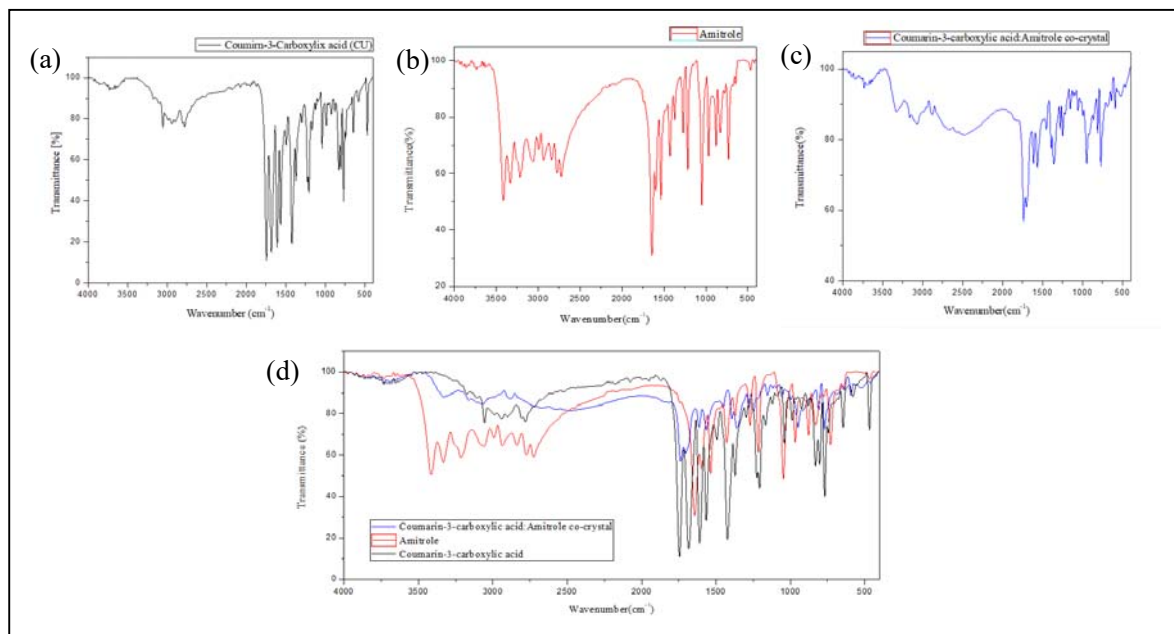 (a)
Coumirn-3-Carboxylix acid (CU)
100
80
60
40
20
0
Transmittance [%]
4000 3500 3000 2500 2000 1500 1000 500
Wavenumber (cm⁻¹)
(b)
Amitrole
100
80
60
40
20
Transmittance(%)
4000 3500 3000 2500 2000 1500 1000 500
Wavenumber(cm⁻¹)
(c)
Coumarin-3-carboxylic acid:Amitrole co-crystal
100
80
60
40
Transmittance(%)
4000 3500 3000 2500 2000 1500 1000 500
Wavenumber(cm⁻¹)
(d)
100
80
60
40
20
0
Transmittance (%)
Coumarin-3-carboxylic acid:Amitrole co-crystal
Amitrole
Coumarin-3-carboxylic acid
4000 3500 3000 2500 2000 1500 1000 500
Wavenumber(cm⁻¹)